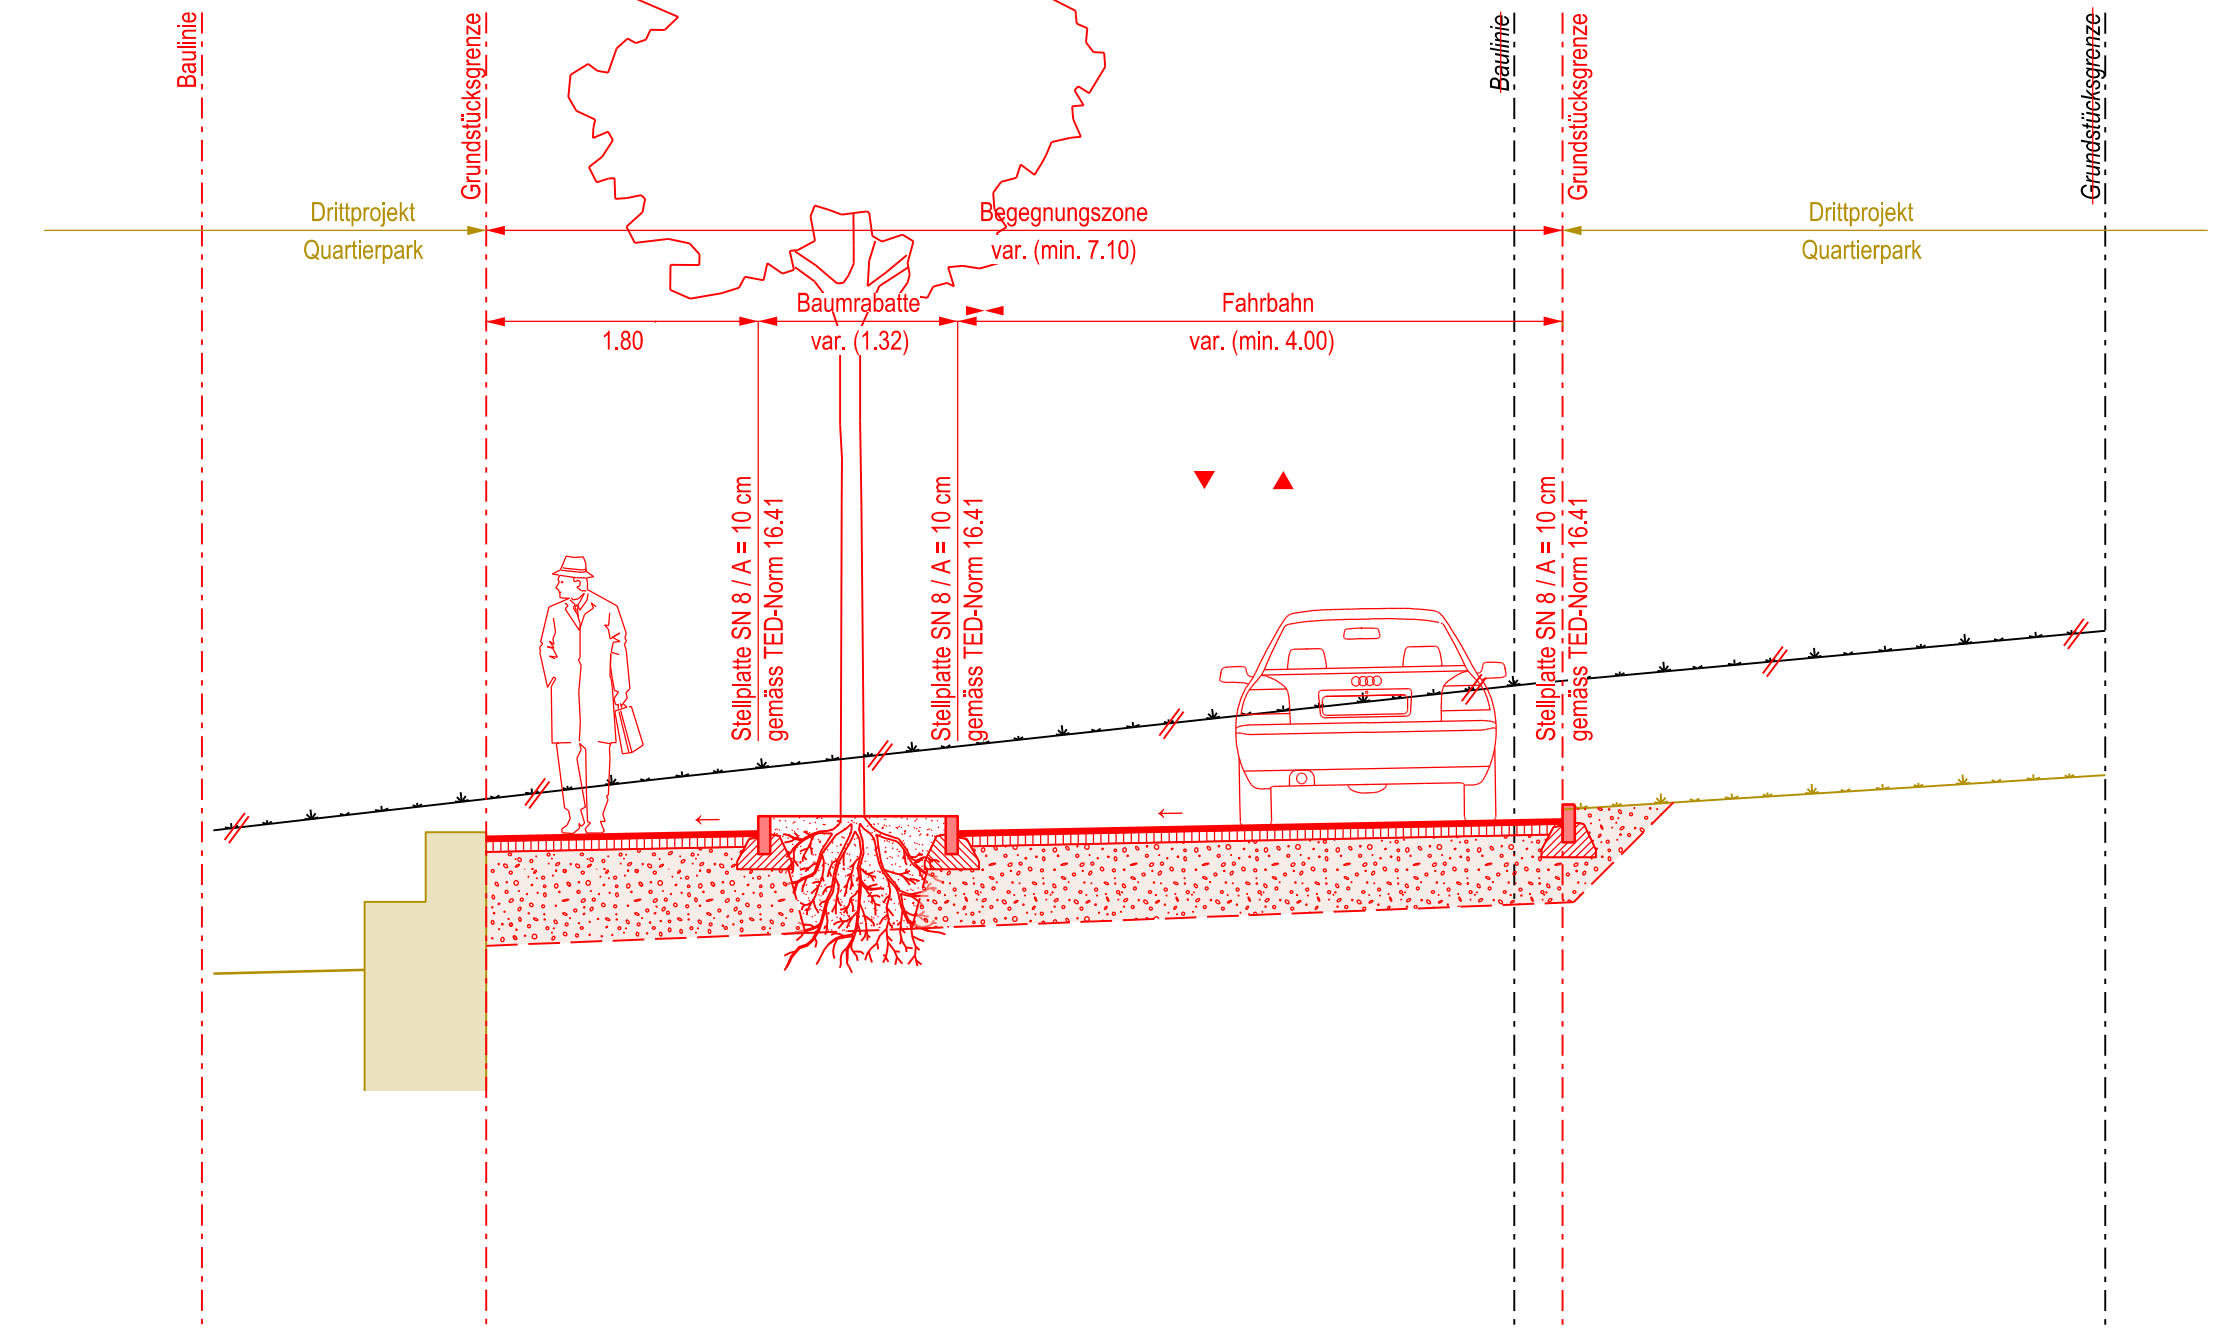 Baulinie
Grundstücksgrenze
Baulinie
Grundstücksgrenze
Grundstücksgrenze
Drittprojekt
Quartierpark
Begegnungszone
var. (min. 7.10)
Drittprojekt
Quartierpark
1.80
Baumrabatte
var. (1.32)
Fahrbahn
var. (min. 4.00)
Stellplatte SN 8 / A = 10 cm
gemäss TED-Norm 16.41
Stellplatte SN 8 / A = 10 cm
gemäss TED-Norm 16.41
Stellplatte SN 8 / A = 10 cm
gemäss TED-Norm 16.41